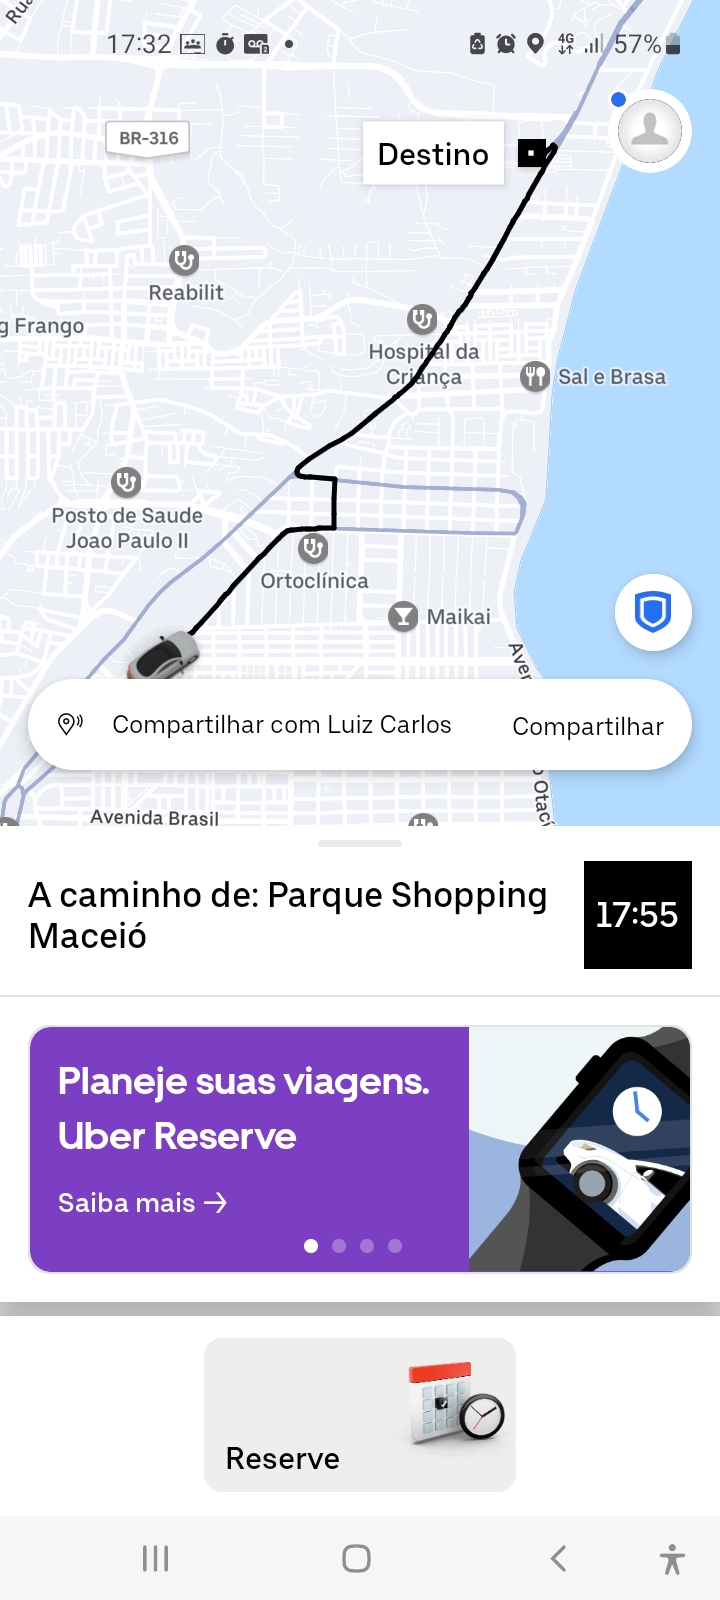 17:32
4G
57%
BR-316
Destino
Reabilit
g Frango
Hospital da
Criança
Sal e Brasa
Posto de Saude
Joao Paulo II
Ortoclínica
Maikai
Aven
Compartilhar com Luiz Carlos
Compartilhar
o Otací
Avenida Brasil
A caminho de: Parque Shopping
Maceió
17:55
Planeje suas viagens.
Uber Reserve
Saiba mais →
Reserve